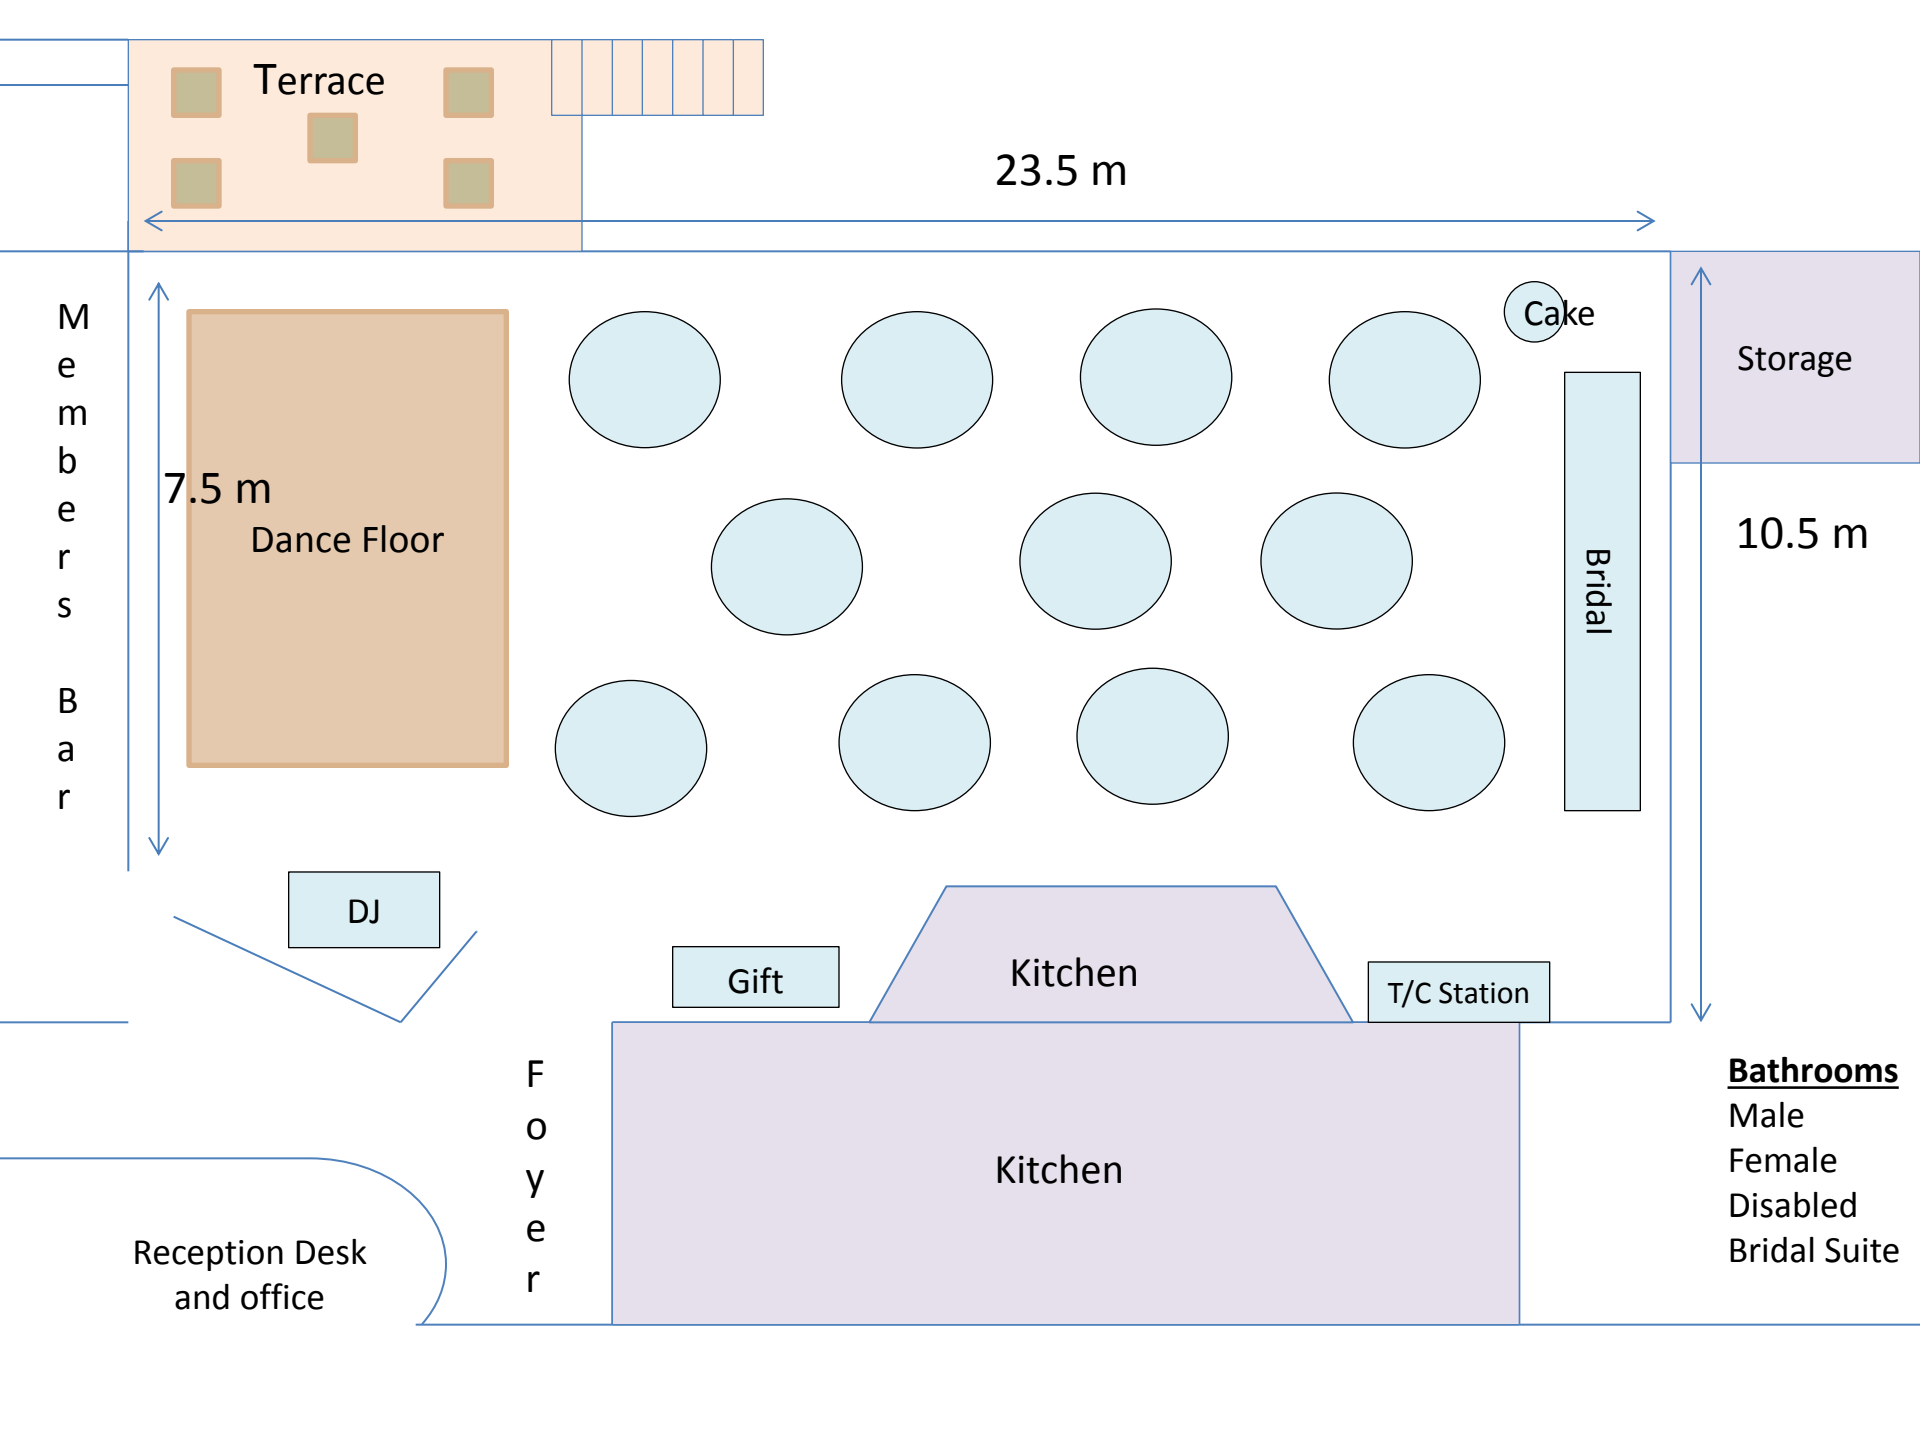 Terrace
23.5 m
Members Bar
Cake
Storage
7.5 m
Dance Floor
10.5 m
Bridal
DJ
Gift
Kitchen
T/C Station
Foyer
Kitchen
Bathrooms
Male
Female
Disabled
Bridal Suite
Reception Desk
and office